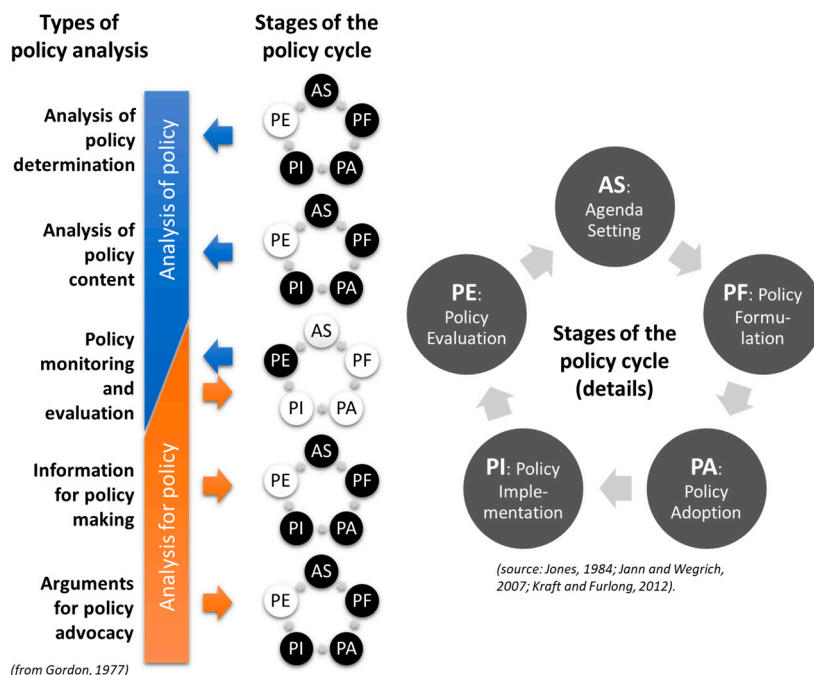 Types of
policy analysis
Stages of the
policy cycle
Analysis of
policy
determination
Analysis of
policy
content
Policy
monitoring
and
evaluation
Information
for policy
making
Arguments
for policy
advocacy
(from Gordon, 1977)
Analysis of policy
Analysis for policy
AS
PE
PF
PI
PA
AS
PE
PF
PI
PA
AS
PE
PF
PI
PA
AS
PE
PF
PI
PA
AS
PE
PF
PI
PA
AS:
Agenda
Setting
PE:
Policy
Evaluation
PF: Policy
Formu-
lation
Stages of the
policy cycle
(details)
PI: Policy
Imple-
mentation
PA:
Policy
Adoption
(source: Jones, 1984; Jann and Wegrich,
2007; Kraft and Furlong, 2012).